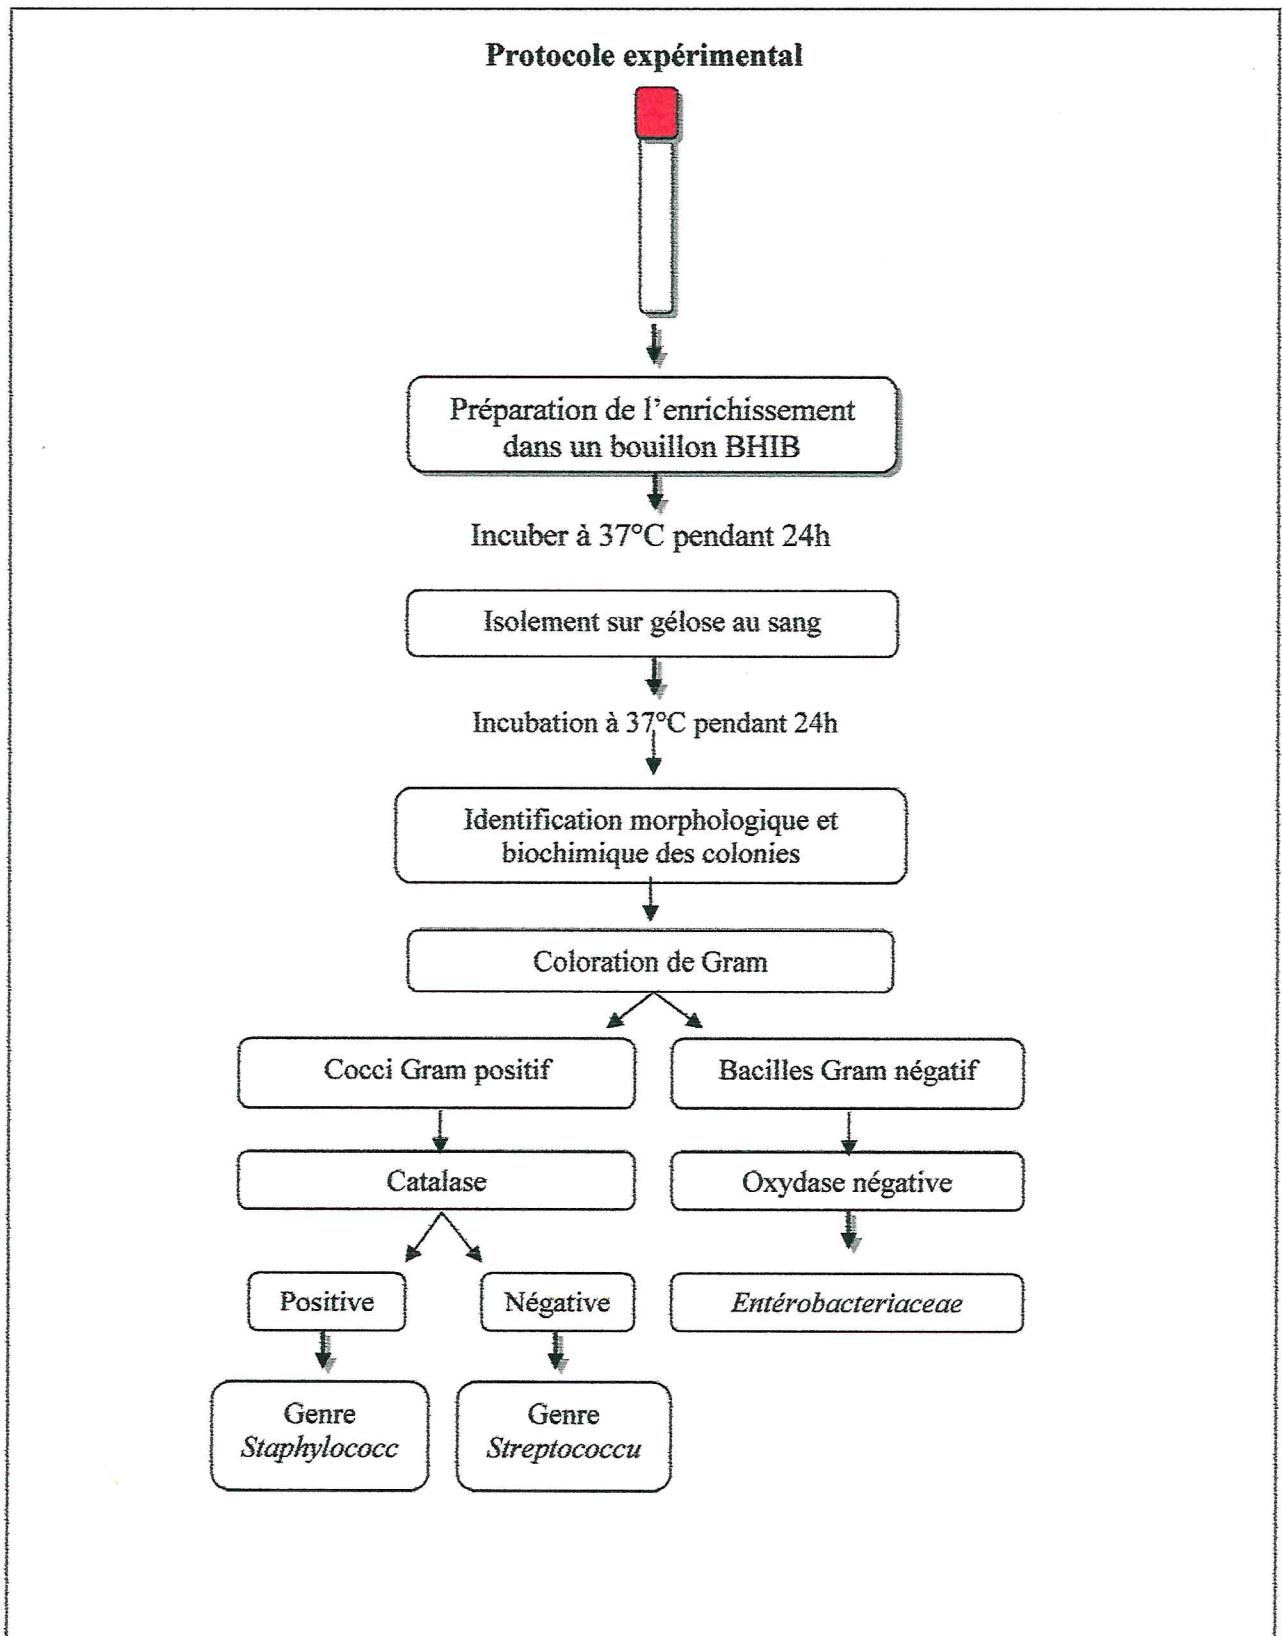 Protocole expérimental
Préparation de l'enrichissement
dans un bouillon BHIB
Incuber à 37°C pendant 24h
Isolement sur gélose au sang
Incubation à 37°C pendant 24h
Identification morphologique et
biochimique des colonies
Coloration de Gram
Cocci Gram positif
Bacilles Gram négatif
Catalase
Oxydase négative
Positive
Négative
Entérobacteriaceae
Genre
Staphylococc
Genre
Streptococcu